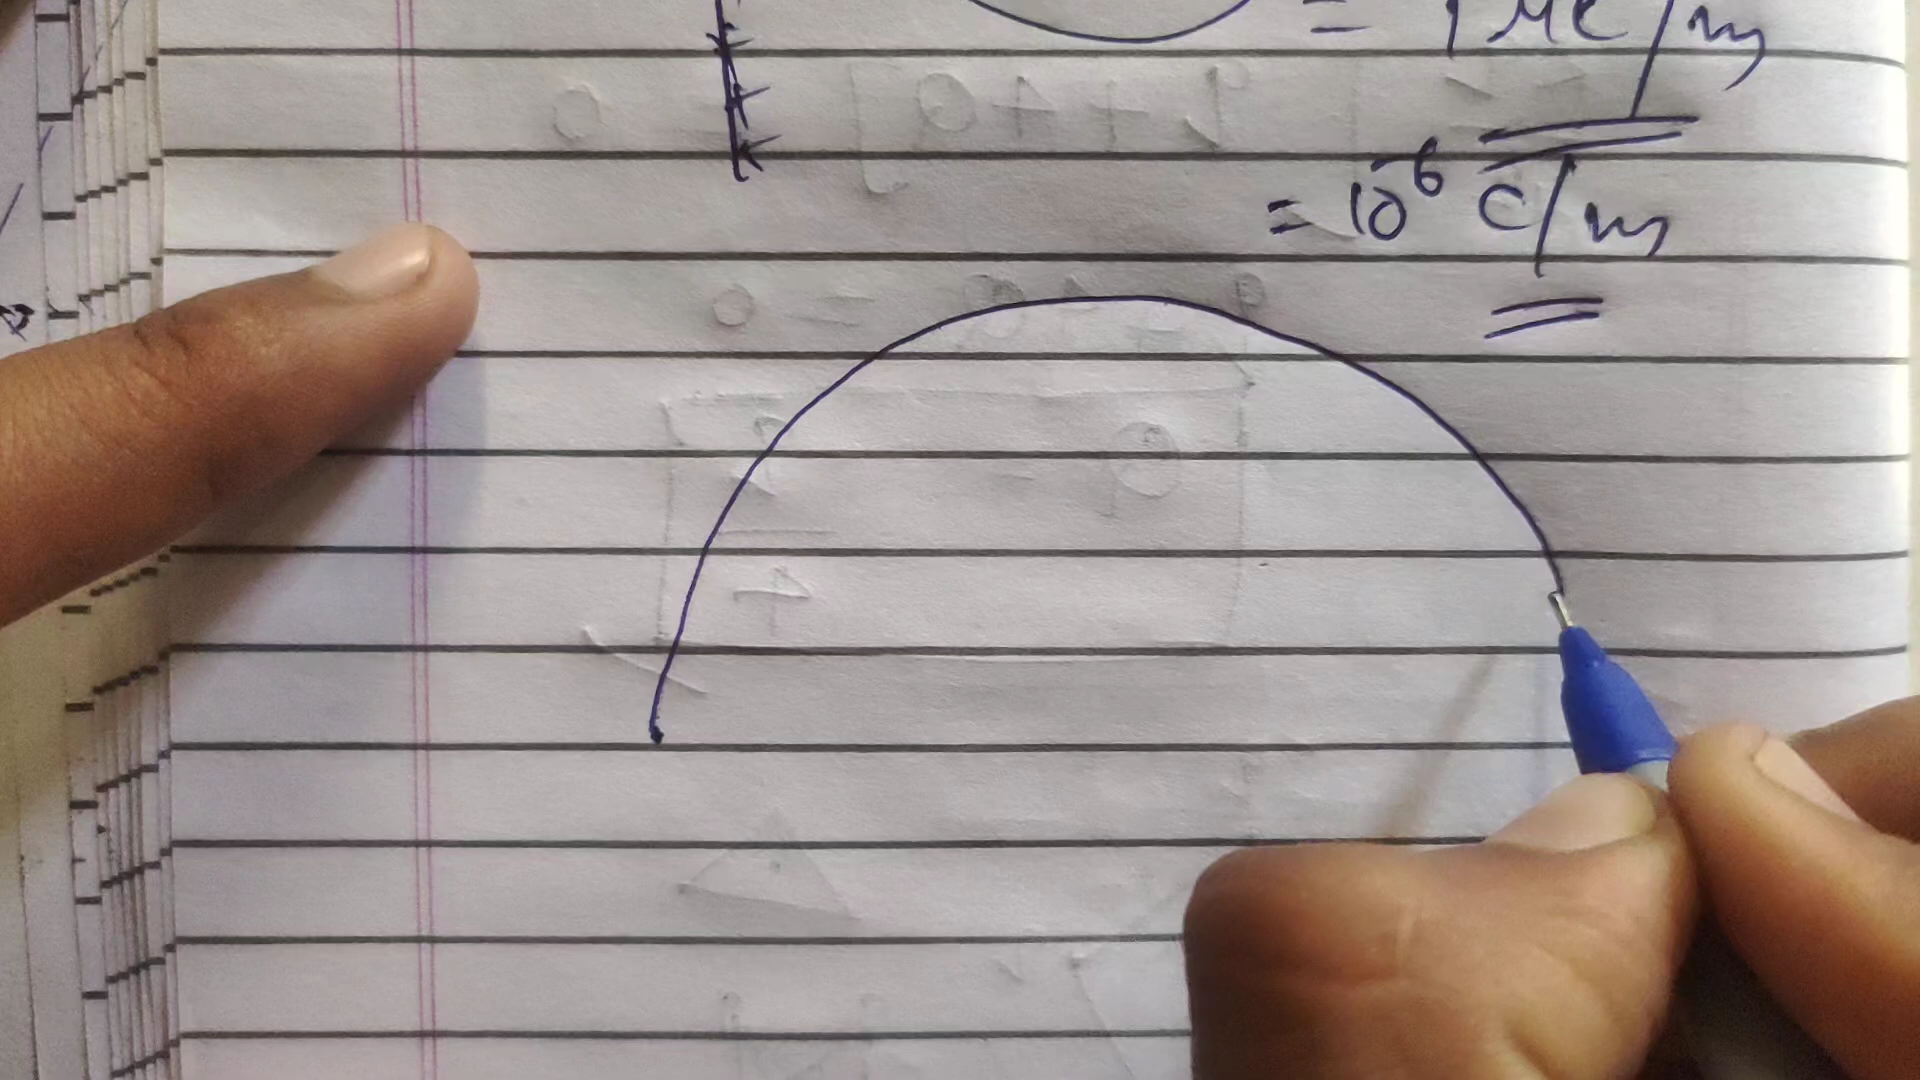 = 1 μc/m
= 10⁻⁶ C/m